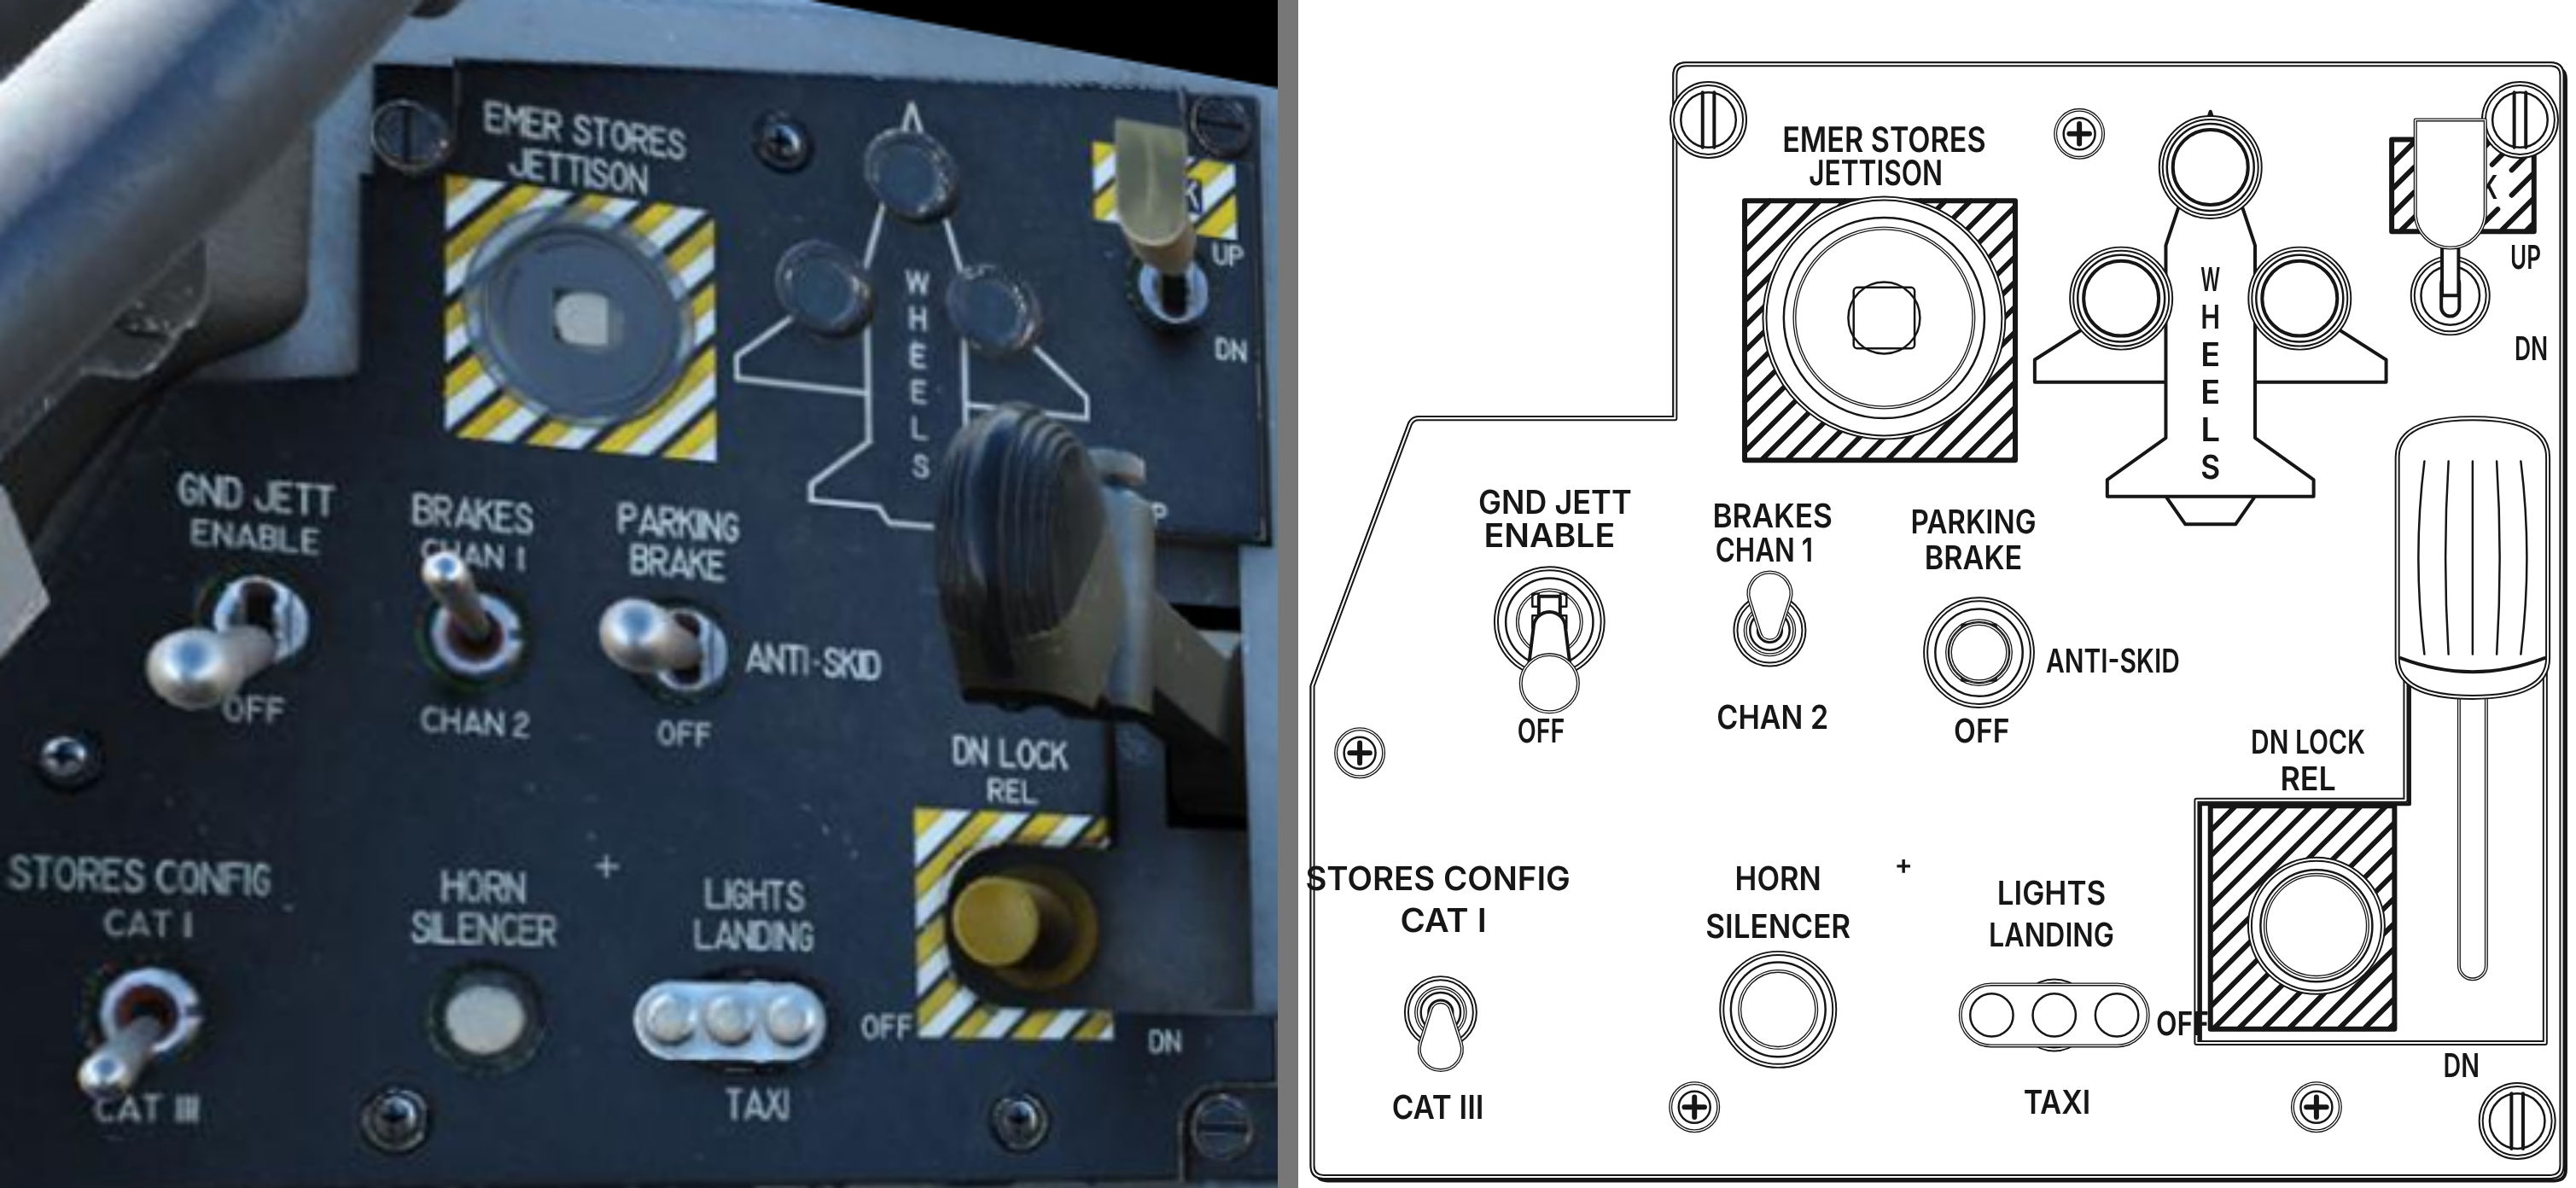 EMER STORES
JETTISON
K
UP
WHEELS
DN
GND JETT
ENABLE
BRAKES
CHAN 1
PARKING
BRAKE
P
ANTI-SKID
OFF
CHAN 2
OFF
DN LOCK
REL
STORES CONFIG
CAT I
HORN
SILENCER
LIGHTS
LANDING
OFF
DN
CAT III
TAXI
EMER STORES
JETTISON
K
UP
WHEELS
DN
GND JETT
ENABLE
BRAKES
CHAN 1
PARKING
BRAKE
ANTI-SKID
OFF
CHAN 2
OFF
DN LOCK
REL
STORES CONFIG
CAT I
HORN
SILENCER
LIGHTS
LANDING
OFF
DN
CAT III
TAXI